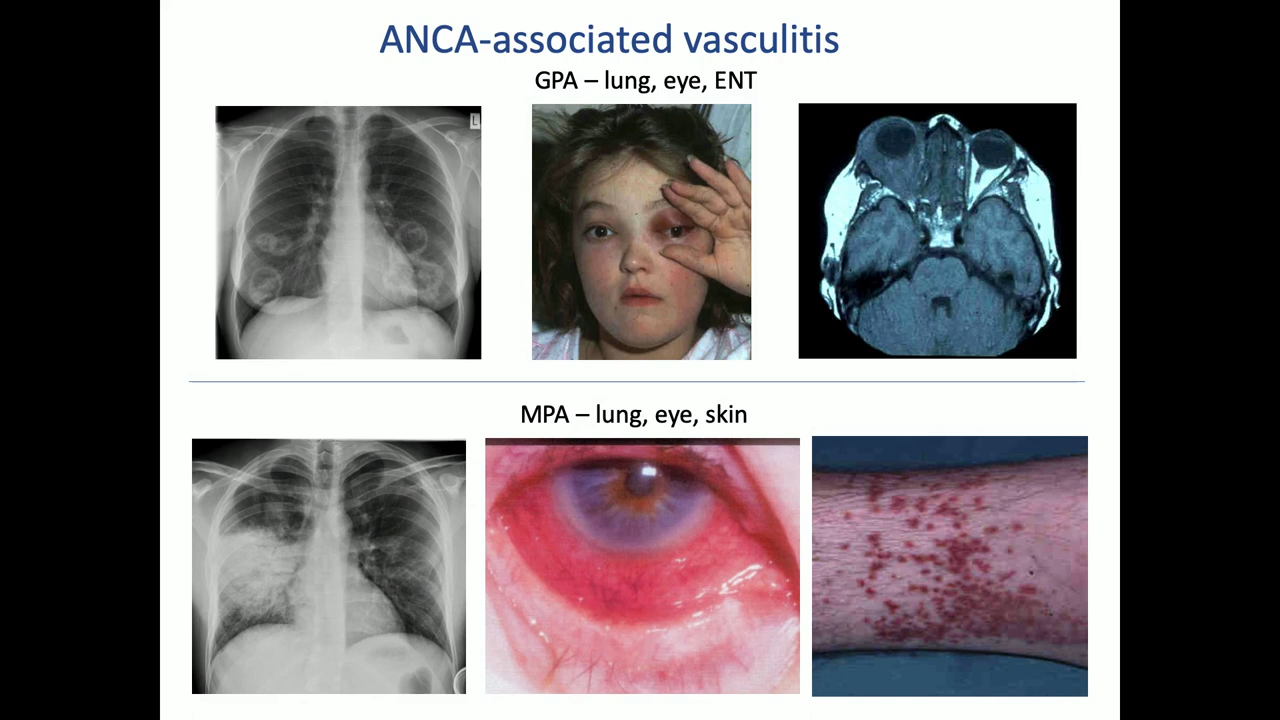 ANCA-associated vasculitis
GPA – lung, eye, ENT
L
MPA – lung, eye, skin